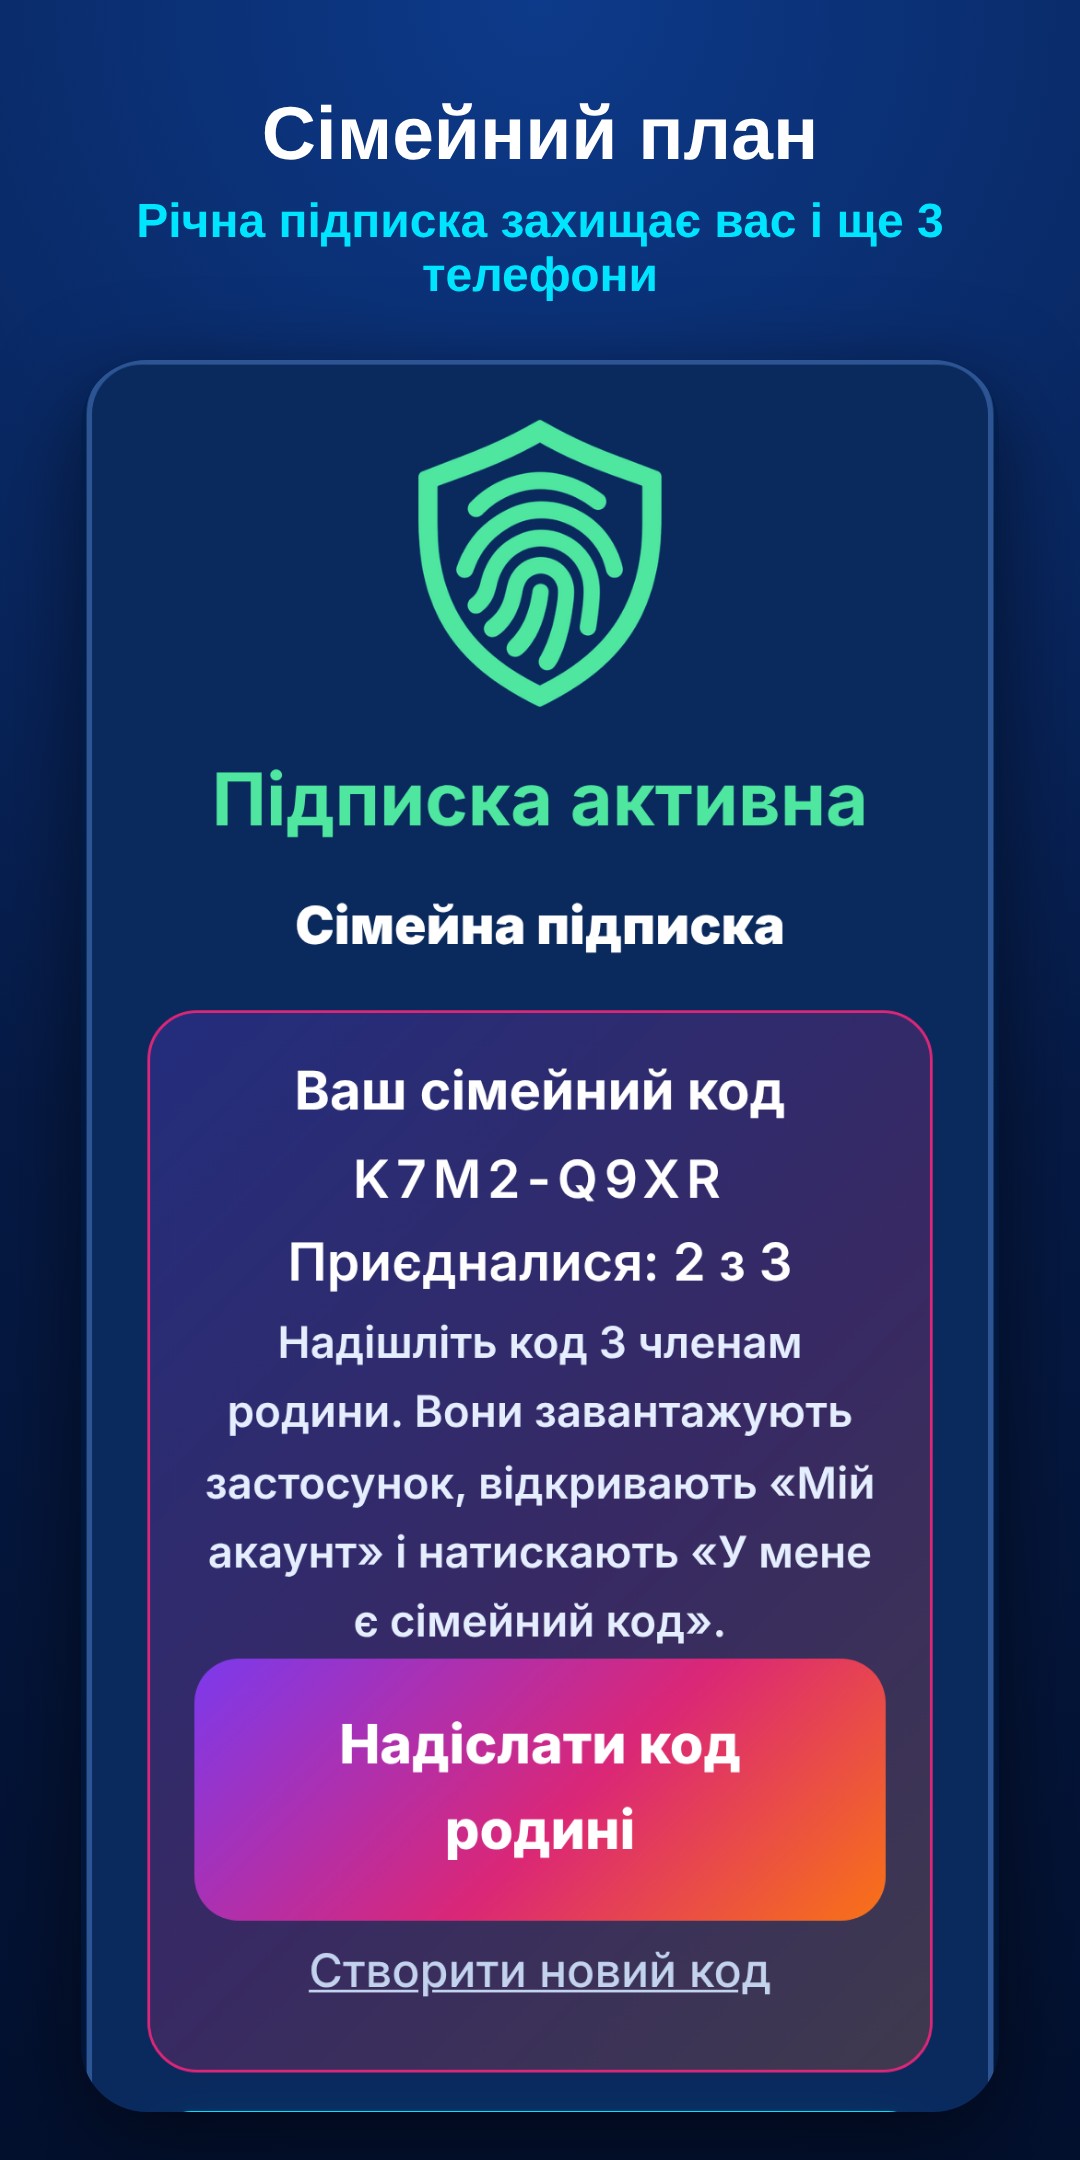 Сімейний план
Річна підписка захищає вас і ще 3
телефони
Підписка активна
Сімейна підписка
Ваш сімейний код
K7M2-Q9XR
Приєдналися: 2 з 3
Надішліть код 3 членам
родини. Вони завантажують
застосунок, відкривають «Мій
акаунт» і натискають «У мене
є сімейний код».
Надіслати код
родині
Створити новий код